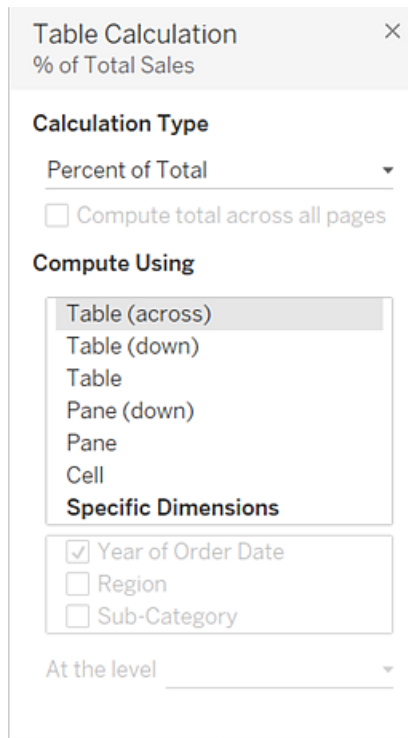 Table Calculation
% of Total Sales
Calculation Type
Percent of Total
Compute total across all pages
Compute Using
Table (across)
Table (down)
Table
Pane (down)
Pane
Cell
Specific Dimensions
Year of Order Date
Region
Sub-Category
At the level